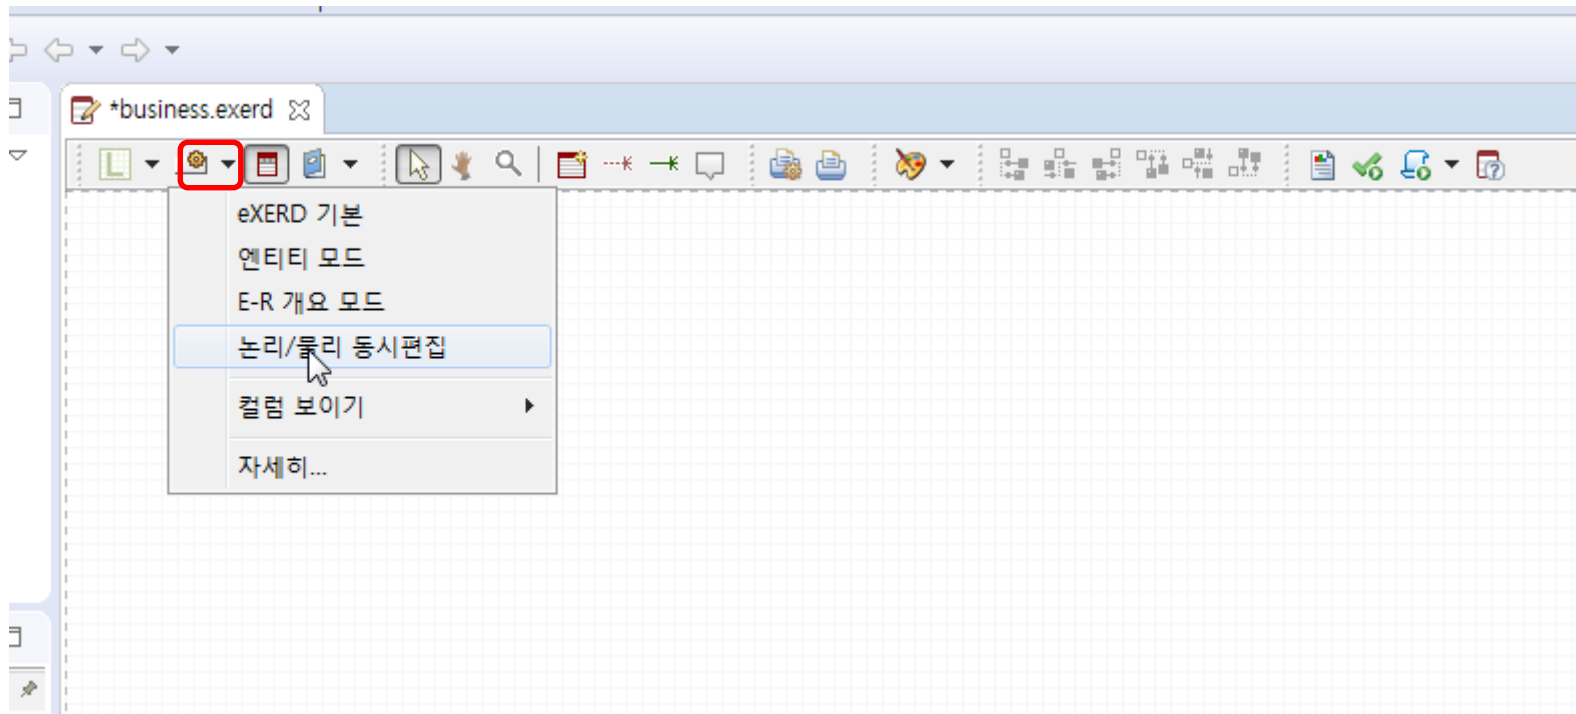 *business.exerd
eXERD 기본
엔티티 모드
E-R 개요 모드
논리/물리 동시편집
컬럼 보이기
자세히...